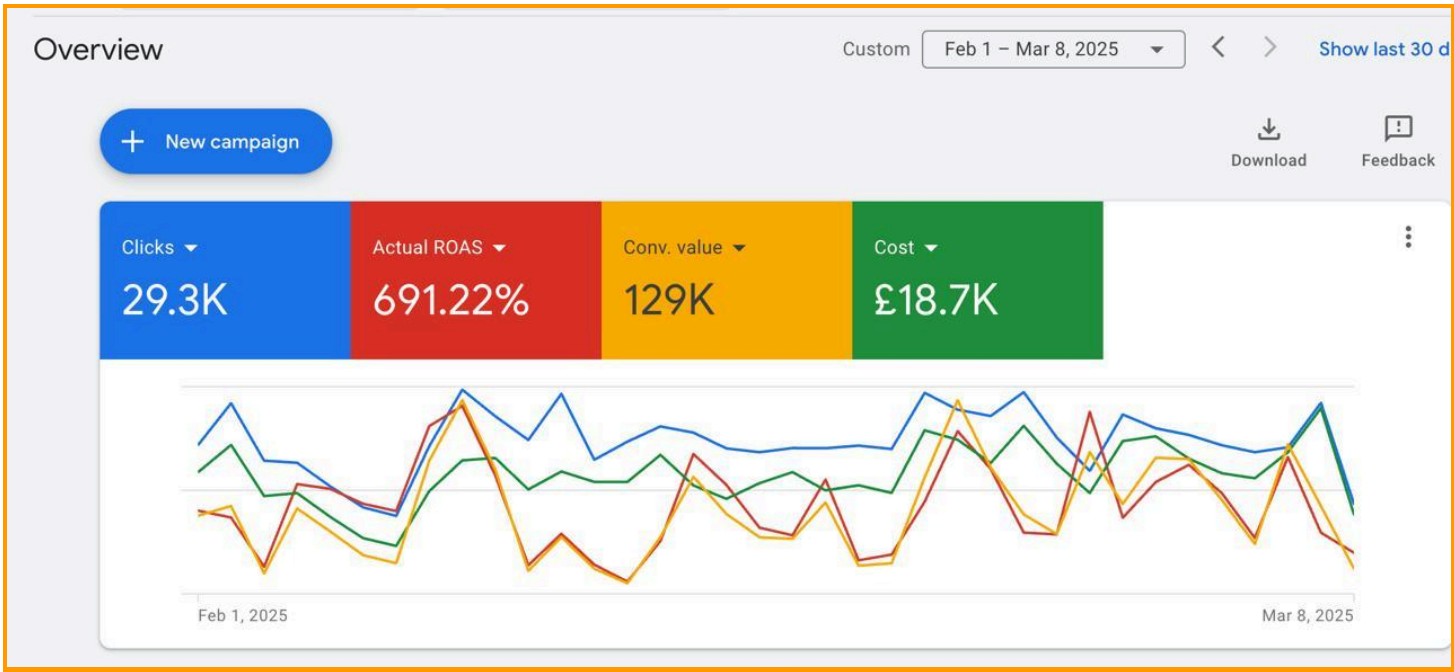 Overview
Custom Feb 1 – Mar 8, 2025 Show last 30 d
New campaign
Download Feedback
Clicks Actual ROAS Conv. value Cost
29.3K 691.22% 129K £18.7K
Feb 1, 2025 Mar 8, 2025